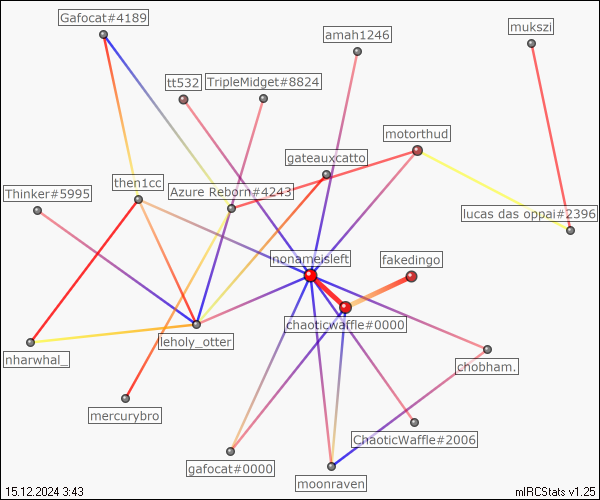 Gafocat#4189
amah1246
mukszi
tt532
TripleMidget#8824
motorthud
gateauxcatto
then1cc
Azure Reborn#4243
Thinker#5995
lucas das oppai#2396
nonameisleft
fakedingo
chaoticwaffle#0000
leholy_otter
nharwhal_
chobham.
mercurybro
ChaoticWaffle#2006
gafocat#0000
moonraven
15.12.2024 3:43
mIRCStats v1.25